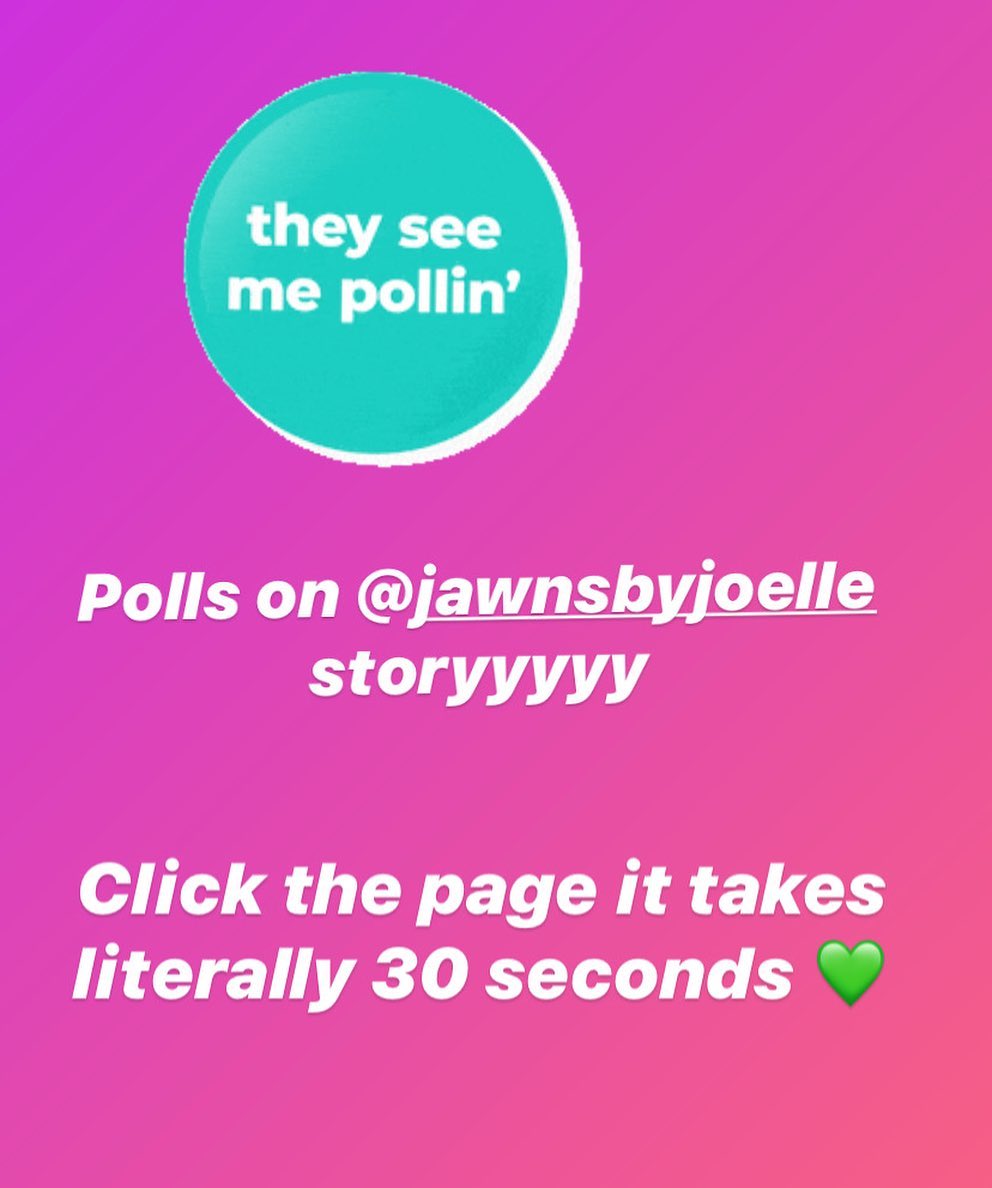 they see
me pollin’
Polls on @jawnsbyjoelle
storyyyyy
Click the page it takes
literally 30 seconds 💚